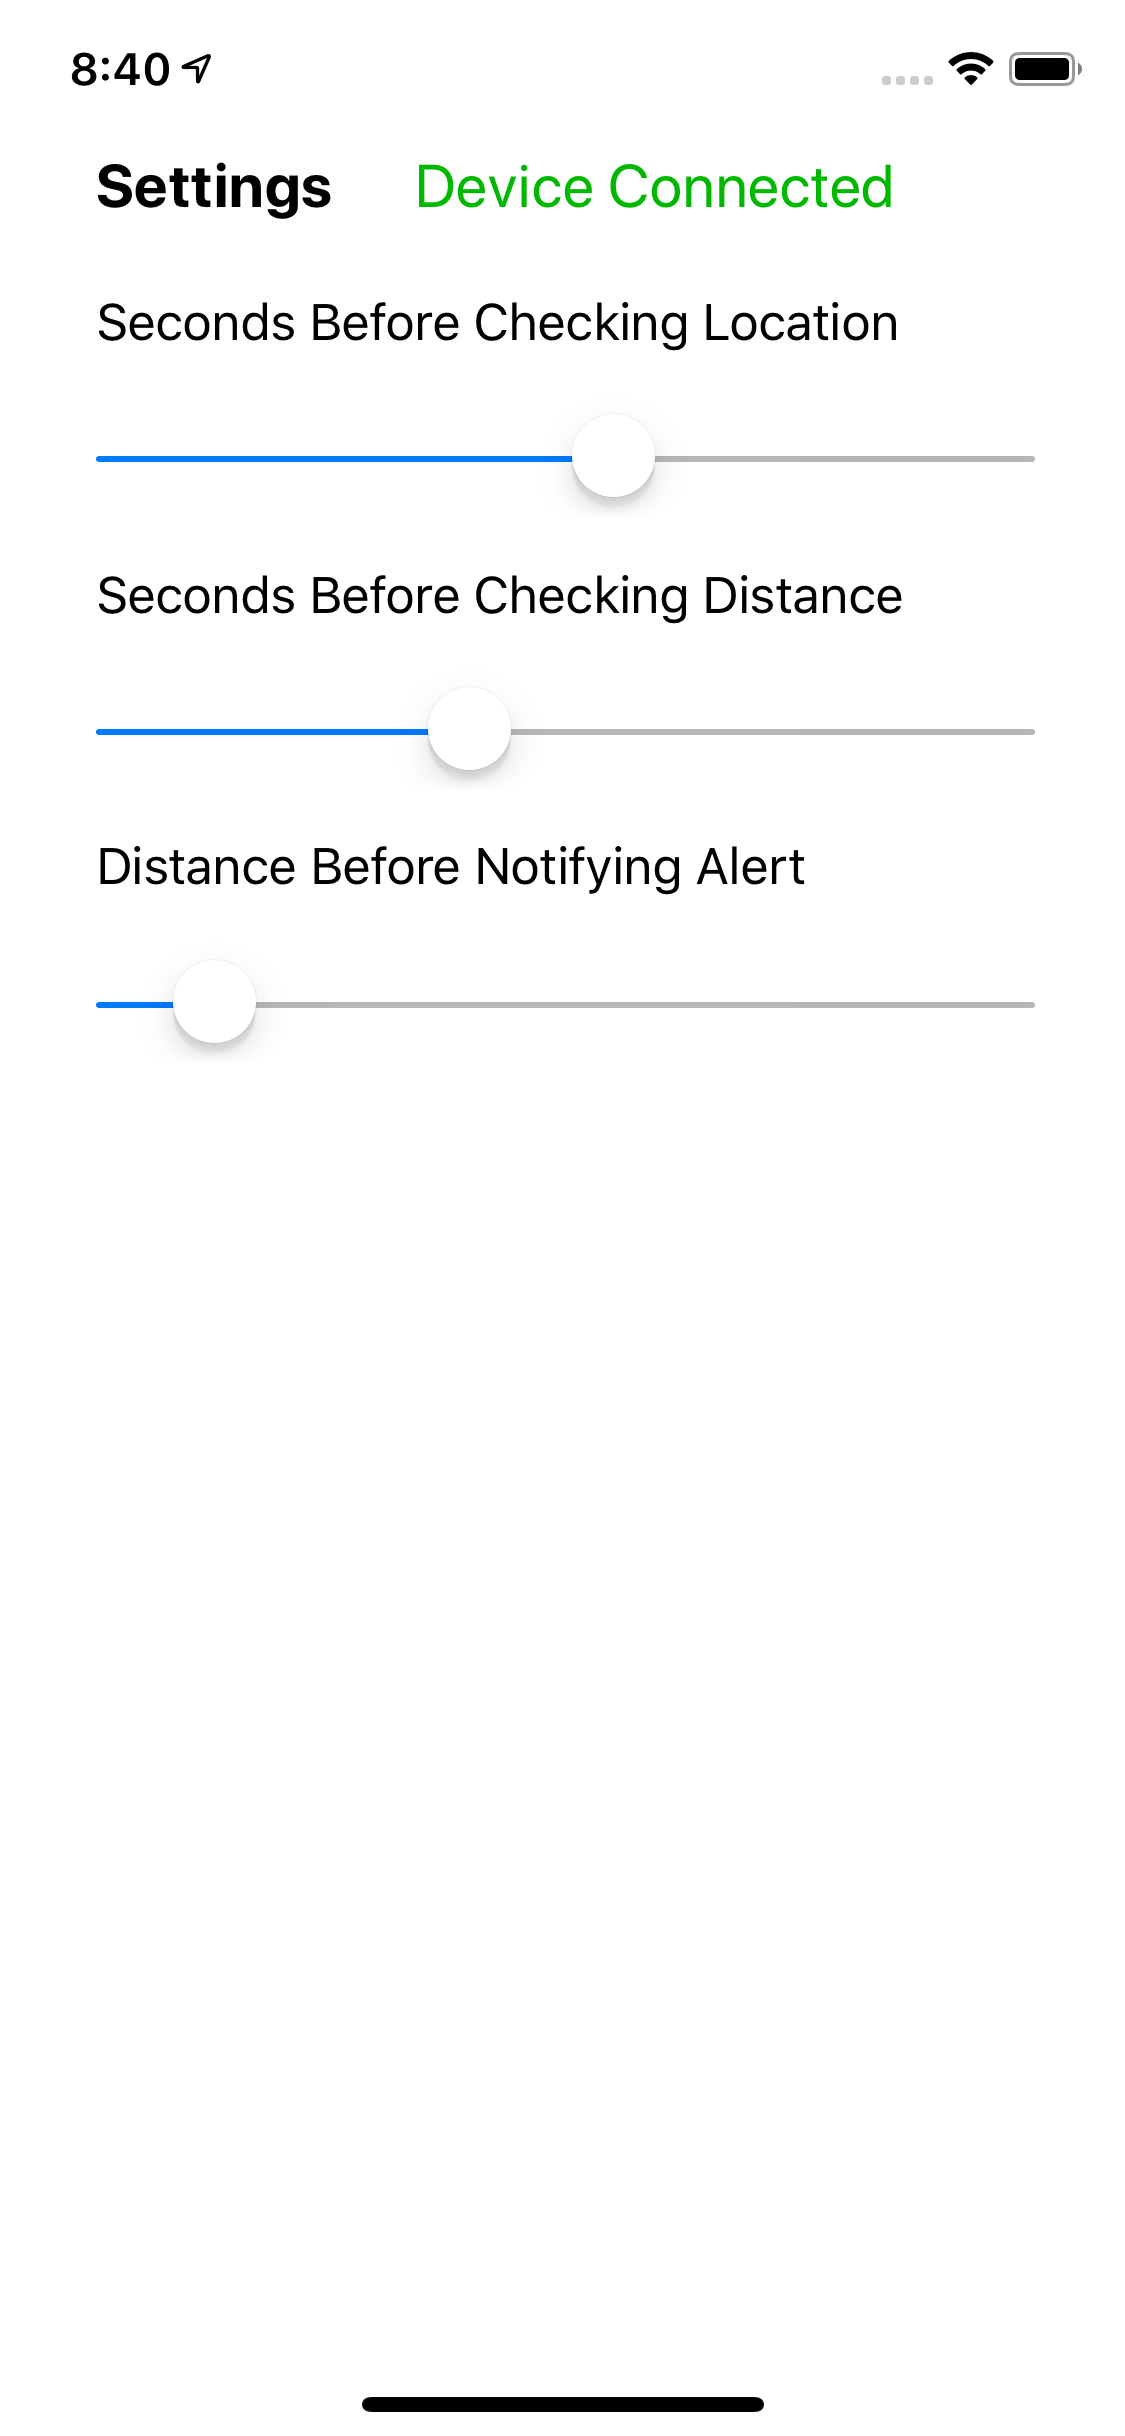 8:40
Settings Device Connected
Seconds Before Checking Location
Seconds Before Checking Distance
Distance Before Notifying Alert